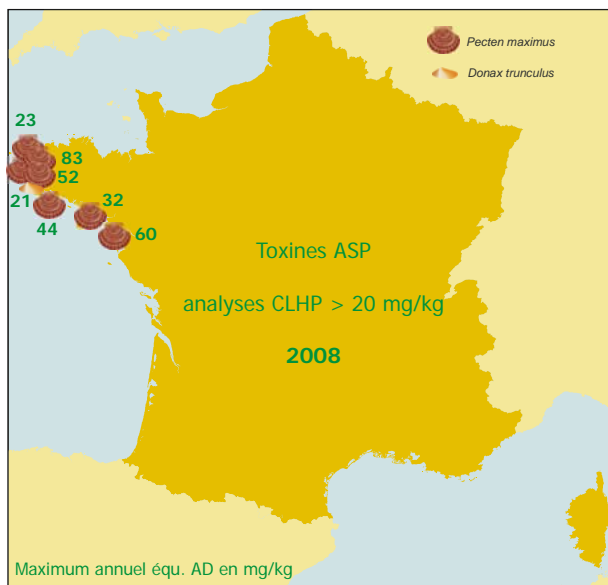 Pecten maximus
Donax trunculus
23
83
52
21
32
44
60
Toxines ASP
analyses CLHP > 20 mg/kg
2008
Maximum annuel équ. AD en mg/kg